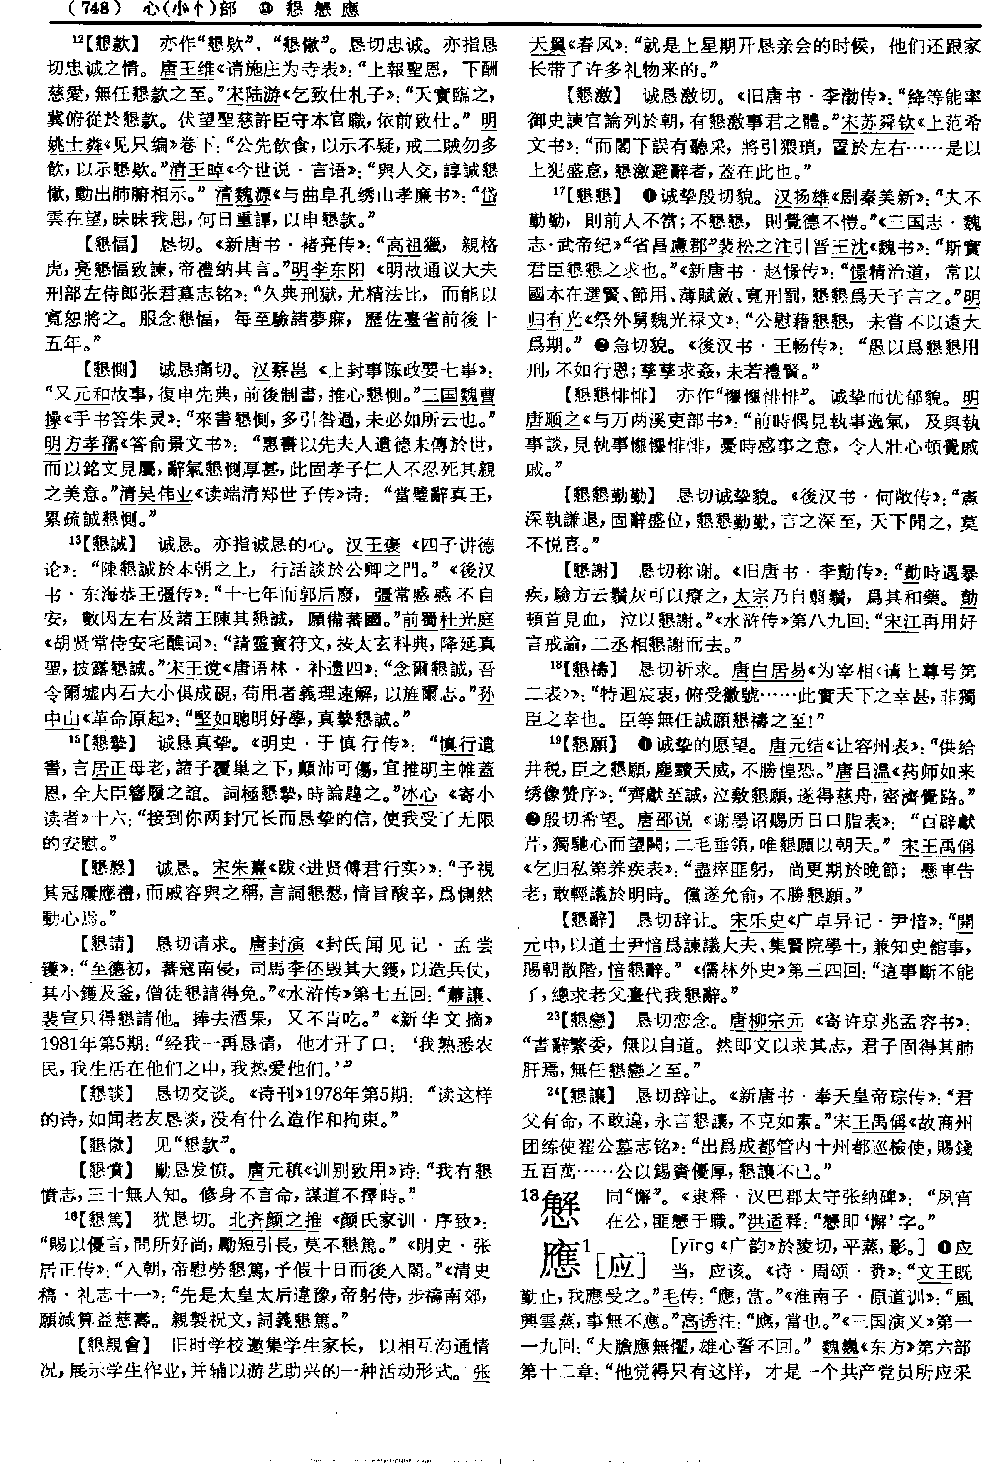 （748） 心(小忄)部 ⑬ 懇 懸 應
¹²【懇款】 亦作“懇欵”、“懇儆”。恳切忠诚。亦指恳
切忠诚之情。唐王维《请施庄为寺表》：“上報聖恩，下酬
慈愛，無任懇款之至。”宋陆游《乞致仕札子》：“天實臨之，
冀俯從於懇款。伏望聖慈許臣守本官職，依前致仕。”明
姚士粦《见只编》卷下：“公先飲食，以示不疑，戒二贼勿多
飲，以示懇欵。”清王晫《今世说·言语》：“與人交，諄誠懇
，動出肺腑相示。”清魏源《与曲阜孔绣山孝廉书》：“岱
雲在望，昧昧我思，何日重譚，以申懇款。”
【懇愊】 恳切。《新唐书·褚亮传》：“高祖獵，親格
虎，亮懇愊致諫，帝禮納其言。”明李东阳《明故通议大夫
刑部左侍郎张君墓志铭》：“久典刑獄，尤精法比，而能以
寬恕將之。服念懇愊，每至驗諸夢寐，歷佐臺省前後十
五年。”
【懇惻】 诚恳痛切。汉蔡邕《上封事陈政要七事》：
“又元和故事，復申先典，前後制書，推心懇惻。”三国魏曹
操《手书答朱灵》：“來書懇惻，多引咎過，未必如所云也。”
明方孝孺《答俞景文书》：“惠書以先夫人遺德未傳於世，
而以銘文見屬，辭氣懇惻厚甚，此固孝子仁人不忍死其親
之美意。”清吴伟业《读端清郑世子传》诗：“當璧辭真王，
累疏誠懇惻。”
¹³【懇誠】 诚恳。亦指诚恳的心。汉王褒《四子讲德
论》：“陳懇誠於本朝之上，行話談於公卿之門。”《後汉
书·东海恭王彊传》：“十七年而郭后廢，彊常慼慼不自
安，數因左右及諸王陳其懇誠，願備蕃國。”前蜀杜光庭
《胡贤常侍安宅醮词》：“請靈寶符文，按太玄科典，降延真
聖，披露懇誠。”宋王谠《唐语林·补遗四》：“念爾懇誠，吾
令爾墟内石大小俱成硯，苟用者義理速解，以旌爾志。”孙
中山《革命原起》：“堅如聰明好學，真摯懇誠。”
¹⁵【懇摯】 诚恳真挚。《明史·于慎行传》：“慎行遺
書，言居正母老，諸子覆巢之下，顛沛可傷，宜推明主帷蓋
恩，全大臣簪履之誼。詞極懇摯，時論韙之。”冰心《寄小
读者》十六：“接到你两封冗长而恳挚的信，使我受了无限
的安慰。”
【懇慤】 诚恳。宋朱熹《跋〈进贤傅君行实〉》：“予視
其冠屨應禮，而戚容與之稱，言詞懇慤，情旨酸辛，爲惻然
動心焉。”
【懇請】 恳切请求。唐封演《封氏闻见记·孟尝
镬》：“至德初，蕃寇南侵，司馬李伾毁其大鑊，以造兵仗，
其小鑊及釜，僧徒懇請得免。”《水浒传》第七五回：“蕭讓、
裴宣只得懇請他。捧去酒果，又不肯吃。”《新华文摘》
1981年第5期：“经我一再恳请，他才开了口：‘我熟悉农
民，我生活在他们之中，我热爱他们。’”
【懇談】 恳切交谈。《诗刊》1978年第5期：“读这样
的诗，如闻老友恳谈，没有什么造作和拘束。”
【懇儆】 见“懇款”。
【懇憤】 勤恳发愤。唐元稹《训别致用》诗：“我有懇
憤志，三十無人知。修身不言命，謀道不擇時。”
¹⁶【懇篤】 犹恳切。北齐颜之推《颜氏家训·序致》：
“賜以優言，問所好尚，勵短引長，莫不懇篤。”《明史·张
居正传》：“入朝，帝慰勞懇篤，予假十日而後入閣。”《清史
稿·礼志十一》：“先是太皇太后違豫，帝躬侍，步禱南郊，
願減算益慈壽。親製祝文，詞義懇篤。”
【懇親會】 旧时学校邀集学生家长，以相互沟通情
况，展示学生作业，并辅以游艺助兴的一种活动形式。张
天翼《春风》：“就是上星期开恳亲会的时候，他们还跟家
长带了许多礼物来的。”
【懇激】 诚恳激切。《旧唐书·李渤传》：“絳等能率
御史諫官論列於朝，有懇激事君之體。”宋苏舜钦《上范希
文书》：“而閣下誤有聽采，將引猥瑣，置於左右……是以
上犯盛意，懇激避辭者，蓋在此也。”
¹⁷【懇懇】 ❶诚挚殷切貌。汉扬雄《剧秦美新》：“夫不
勤勤，則前人不當；不懇懇，則覺德不愷。”《三国志·魏
志·武帝纪》“省昌慮郡”裴松之注引晋王沈《魏书》：“斯實
君臣懇懇之求也。”《新唐书·赵憬传》：“憬精治道，常以
國本在選賢、節用、薄賦斂、寬刑罰，懇懇爲天子言之。”明
归有光《祭外舅魏光禄文》：“公慰藉懇懇，未嘗不以遠大
爲期。” ❷急切貌。《後汉书·王畅传》：“愚以爲懇懇用
刑，不如行恩；孳孳求姦，未若禮賢。”
【懇懇悱悱】 亦作“悱悱”。诚挚而忧郁貌。明
唐顺之《与万两溪吏部书》：“前時偶見執事逸氣，及與執
事談，見執事悱悱，憂時感事之意，令人壯心頓覺戚
戚。”
【懇懇勤勤】 恳切诚挚貌。《後汉书·何敞传》：“憲
深執謙退，固辭盛位，懇懇勤勤，言之深至，天下聞之，莫
不悦喜。”
【懇謝】 恳切称谢。《旧唐书·李勣传》：“勣時遇暴
疾，驗方云鬚灰可以療之，太宗乃自翦鬚，爲其和藥。勣
頓首見血，泣以懇謝。”《水浒传》第八九回：“宋江再用好
言戒諭，二丞相懇謝而去。”
¹⁸【懇禱】 恳切祈求。唐白居易《为宰相〈请上尊号第
二表〉》：“特迴宸衷，俯受徽號……此實天下之幸甚，非獨
臣之幸也。臣等無任誠願懇禱之至！”
¹⁹【懇願】 ❶诚挚的愿望。唐元结《让容州表》：“供给
井税，臣之懇願，塵黷天威，不勝惶恐。”唐吕温《药师如来
绣像赞序》：“齊獻至誠，泣敷懇願，遂得慈舟，密濟覺路。”
❷殷切希望。唐邵说《谢墨诏赐历日口脂表》：“自辟獻
芹，獨馳心而望闕；二毛垂領，唯懇願以朝天。”宋王禹偁
《乞归私第养疾表》：“盡瘁匪躬，尚更期於晚節；懸車告
老，敢輕議於明時。儻遂允俞，不勝懇願。”
【懇辭】 恳切辞让。宋乐史《广卓异记·尹愔》：“開
元中，以道士尹愔爲諫議大夫、集賢院學士，兼知史館事，
賜朝散階，愔懇辭。”《儒林外史》第三四回：“這事斷不能
了，總求老父臺代我懇辭。”
²³【懇戀】 恳切恋念。唐柳宗元《寄许京兆孟容书》：
“書辭繁委，無以自道。然即文以求其志，君子固得其肺
肝焉，無任懇戀之至。”
²⁴【懇讓】 恳切辞让。《新唐书·奉天皇帝琮传》：“君
父有命，不敢違，永言懇讓，不克如素。”宋王禹偁《故商州
团练使翟公墓志铭》：“出爲成都管内十州都巡檢使，賜錢
五百萬……公以錫賚優厚，懇讓不已。”
13懈 同“懈”。《隶释·汉巴郡太守张纳碑》：“夙宵
在公，匪懈于職。”洪适释：“懈即‘解’字。”
應¹［应］ ［yīng《广韵》於陵切，平蒸，影。］❶应
当，应该。《诗·周颂·赉》：“文王既
勤止，我應受之。”毛传：“應，當。”《淮南子·原道训》：“風
興雲蒸，事無不應。”高诱注：“應，當也。”《三国演义》第一
一九回：“大膽應無懼，雄心誓不回。”魏巍《东方》第六部
第十二章：“他觉得只有这样，才是一个共产党员所应采